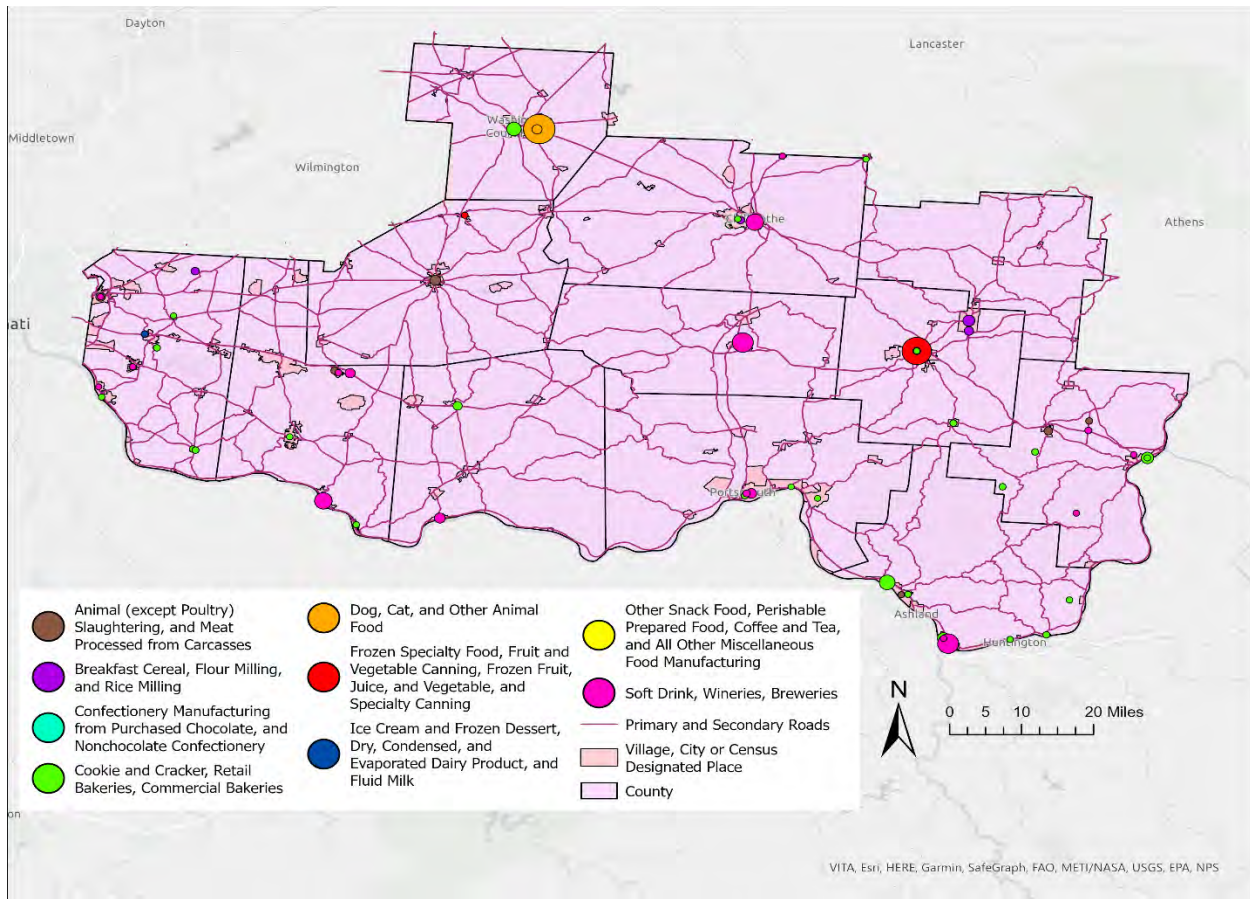 Dayton
Lancaster
Middletown
Wilmington
Athens
ati
Portsmouth
Ashland
Huntington
Animal (except Poultry)
Slaughtering, and Meat
Processed from Carcasses
Breakfast Cereal, Flour Milling,
and Rice Milling
Confectionery Manufacturing
from Purchased Chocolate, and
Nonchocolate Confectionery
Cookie and Cracker, Retail
Bakeries, Commercial Bakeries
Dog, Cat, and Other Animal
Food
Frozen Specialty Food, Fruit and
Vegetable Canning, Frozen Fruit,
Juice, and Vegetable, and
Specialty Canning
Ice Cream and Frozen Dessert,
Dry, Condensed, and
Evaporated Dairy Product, and
Fluid Milk
Other Snack Food, Perishable
Prepared Food, Coffee and Tea,
and All Other Miscellaneous
Food Manufacturing
Soft Drink, Wineries, Breweries
Primary and Secondary Roads
Village, City or Census
Designated Place
County
N
0 5 10 20 Miles
on
VITA, Esri, HERE, Garmin, SafeGraph, FAO, METI/NASA, USGS, EPA, NPS